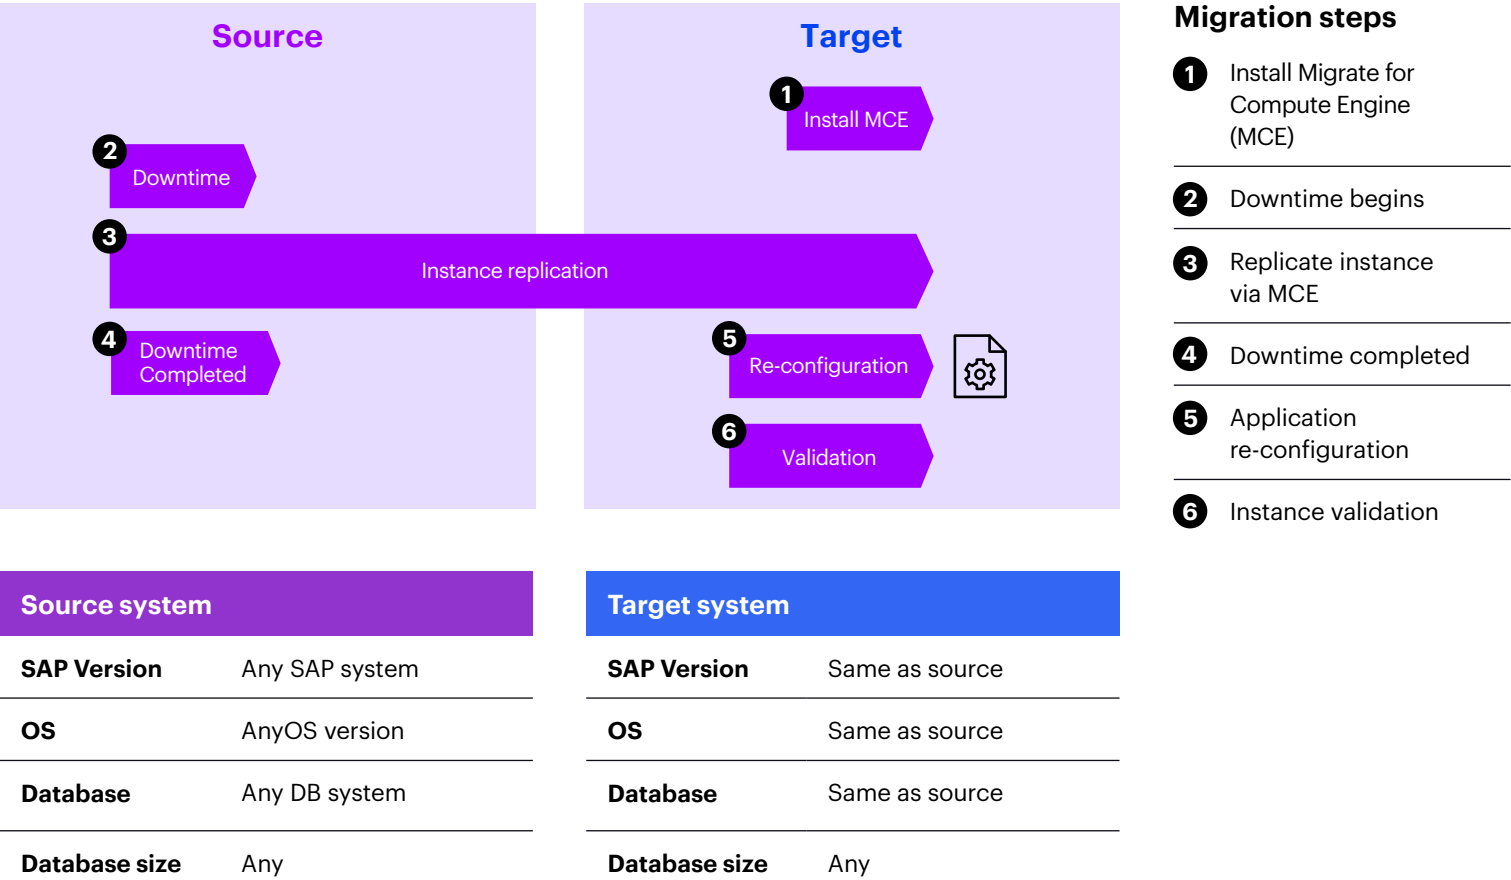 Source
Target
1
Install MCE
2
Downtime
3
Instance replication
4
Downtime
Completed
5
Re-configuration
6
Validation
Migration steps
1 Install Migrate for
Compute Engine
(MCE)
2 Downtime begins
3 Replicate instance
via MCE
4 Downtime completed
5 Application
re-configuration
6 Instance validation
Source system
SAP Version Any SAP system
OS AnyOS version
Database Any DB system
Database size Any
Target system
SAP Version Same as source
OS Same as source
Database Same as source
Database size Any